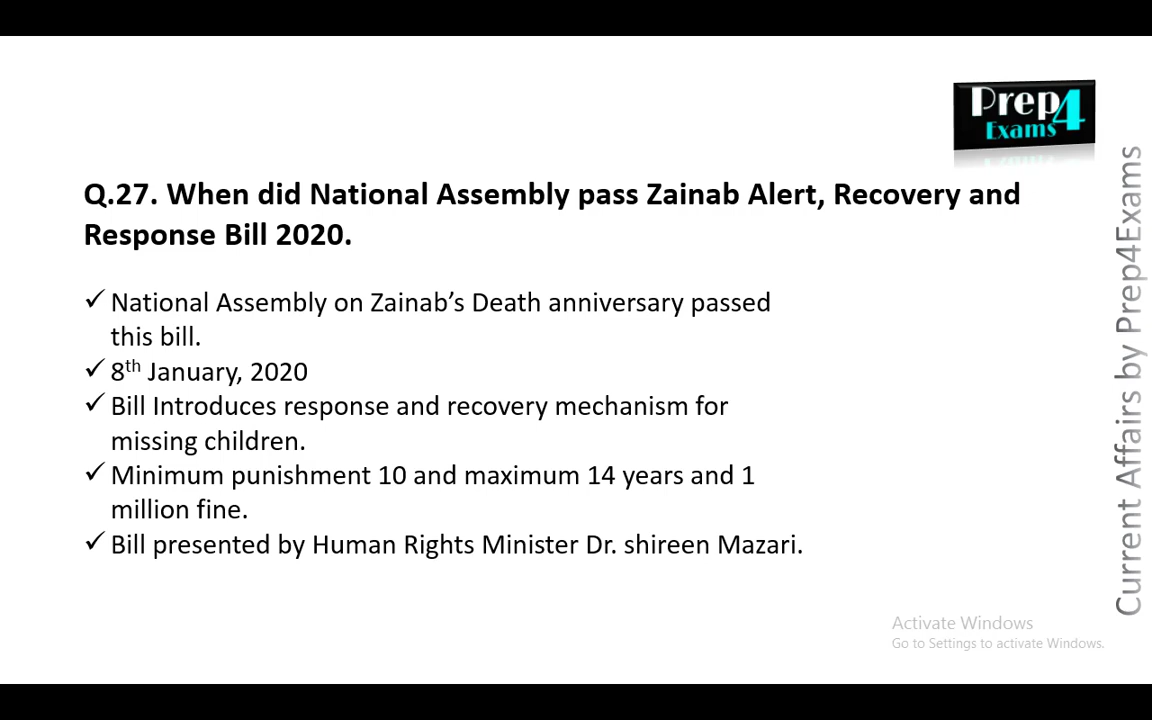 Prep4
Exams
Q.27. When did National Assembly pass Zainab Alert, Recovery and
Response Bill 2020.
✓ National Assembly on Zainab's Death anniversary passed
this bill.
✓ 8th January, 2020
✓ Bill Introduces response and recovery mechanism for
missing children.
✓ Minimum punishment 10 and maximum 14 years and 1
million fine.
✓ Bill presented by Human Rights Minister Dr. shireen Mazari.
Current Affairs by Prep4Exams
Activate Windows
Go to Settings to activate Windows.